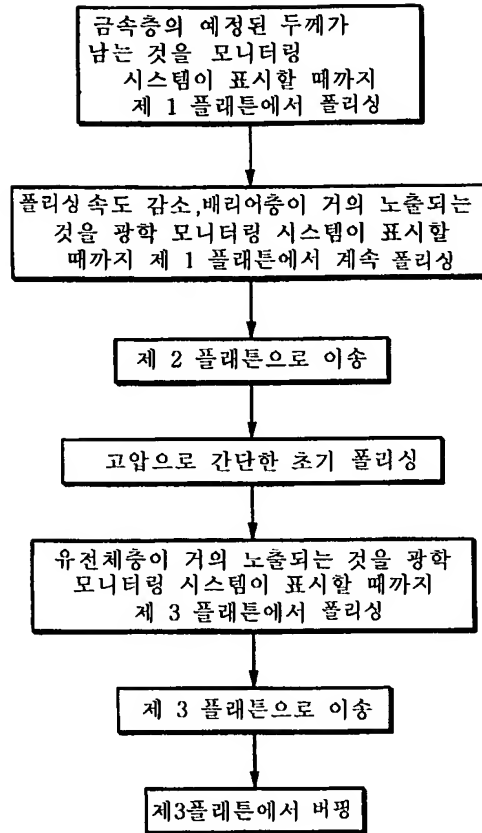 금속층의 예정된 두께가
남는 것을 모니터링
시스템이 표시할 때까지
제 1 플래튼에서 폴리싱
폴리싱 속도 감소,배리어층이 거의 노출되는
것을 광학 모니터링 시스템이 표시할
때까지 제 1 플래튼에서 계속 폴리싱
제 2 플래튼으로 이송
고압으로 간단한 초기 폴리싱
유전체층이 거의 노출되는 것을 광학
모니터링 시스템이 표시할 때까지
제 3 플래튼에서 폴리싱
제 3 플래튼으로 이송
제3플래튼에서 버핑